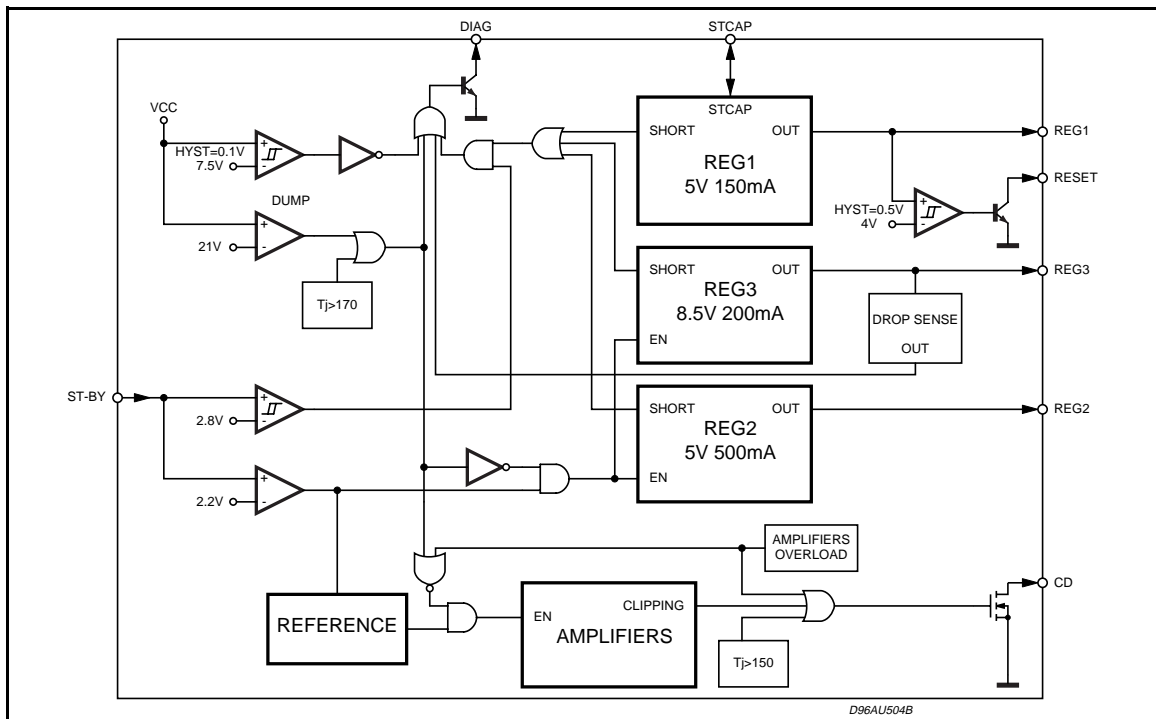 DIAG
STCAP
VCC
HYST=0.1V
7.5V
+
-
DUMP
+
-
21V
Tj>170
STCAP
SHORT
OUT
REG1
5V 150mA
REG1
RESET
HYST=0.5V
4V
+
-
SHORT
OUT
REG3
8.5V 200mA
EN
REG3
DROP SENSE
OUT
ST-BY
+
-
2.8V
+
-
2.2V
SHORT
OUT
REG2
5V 500mA
EN
REG2
AMPLIFIERS
OVERLOAD
CD
REFERENCE
EN
CLIPPING
AMPLIFIERS
Tj>150
D96AU504B